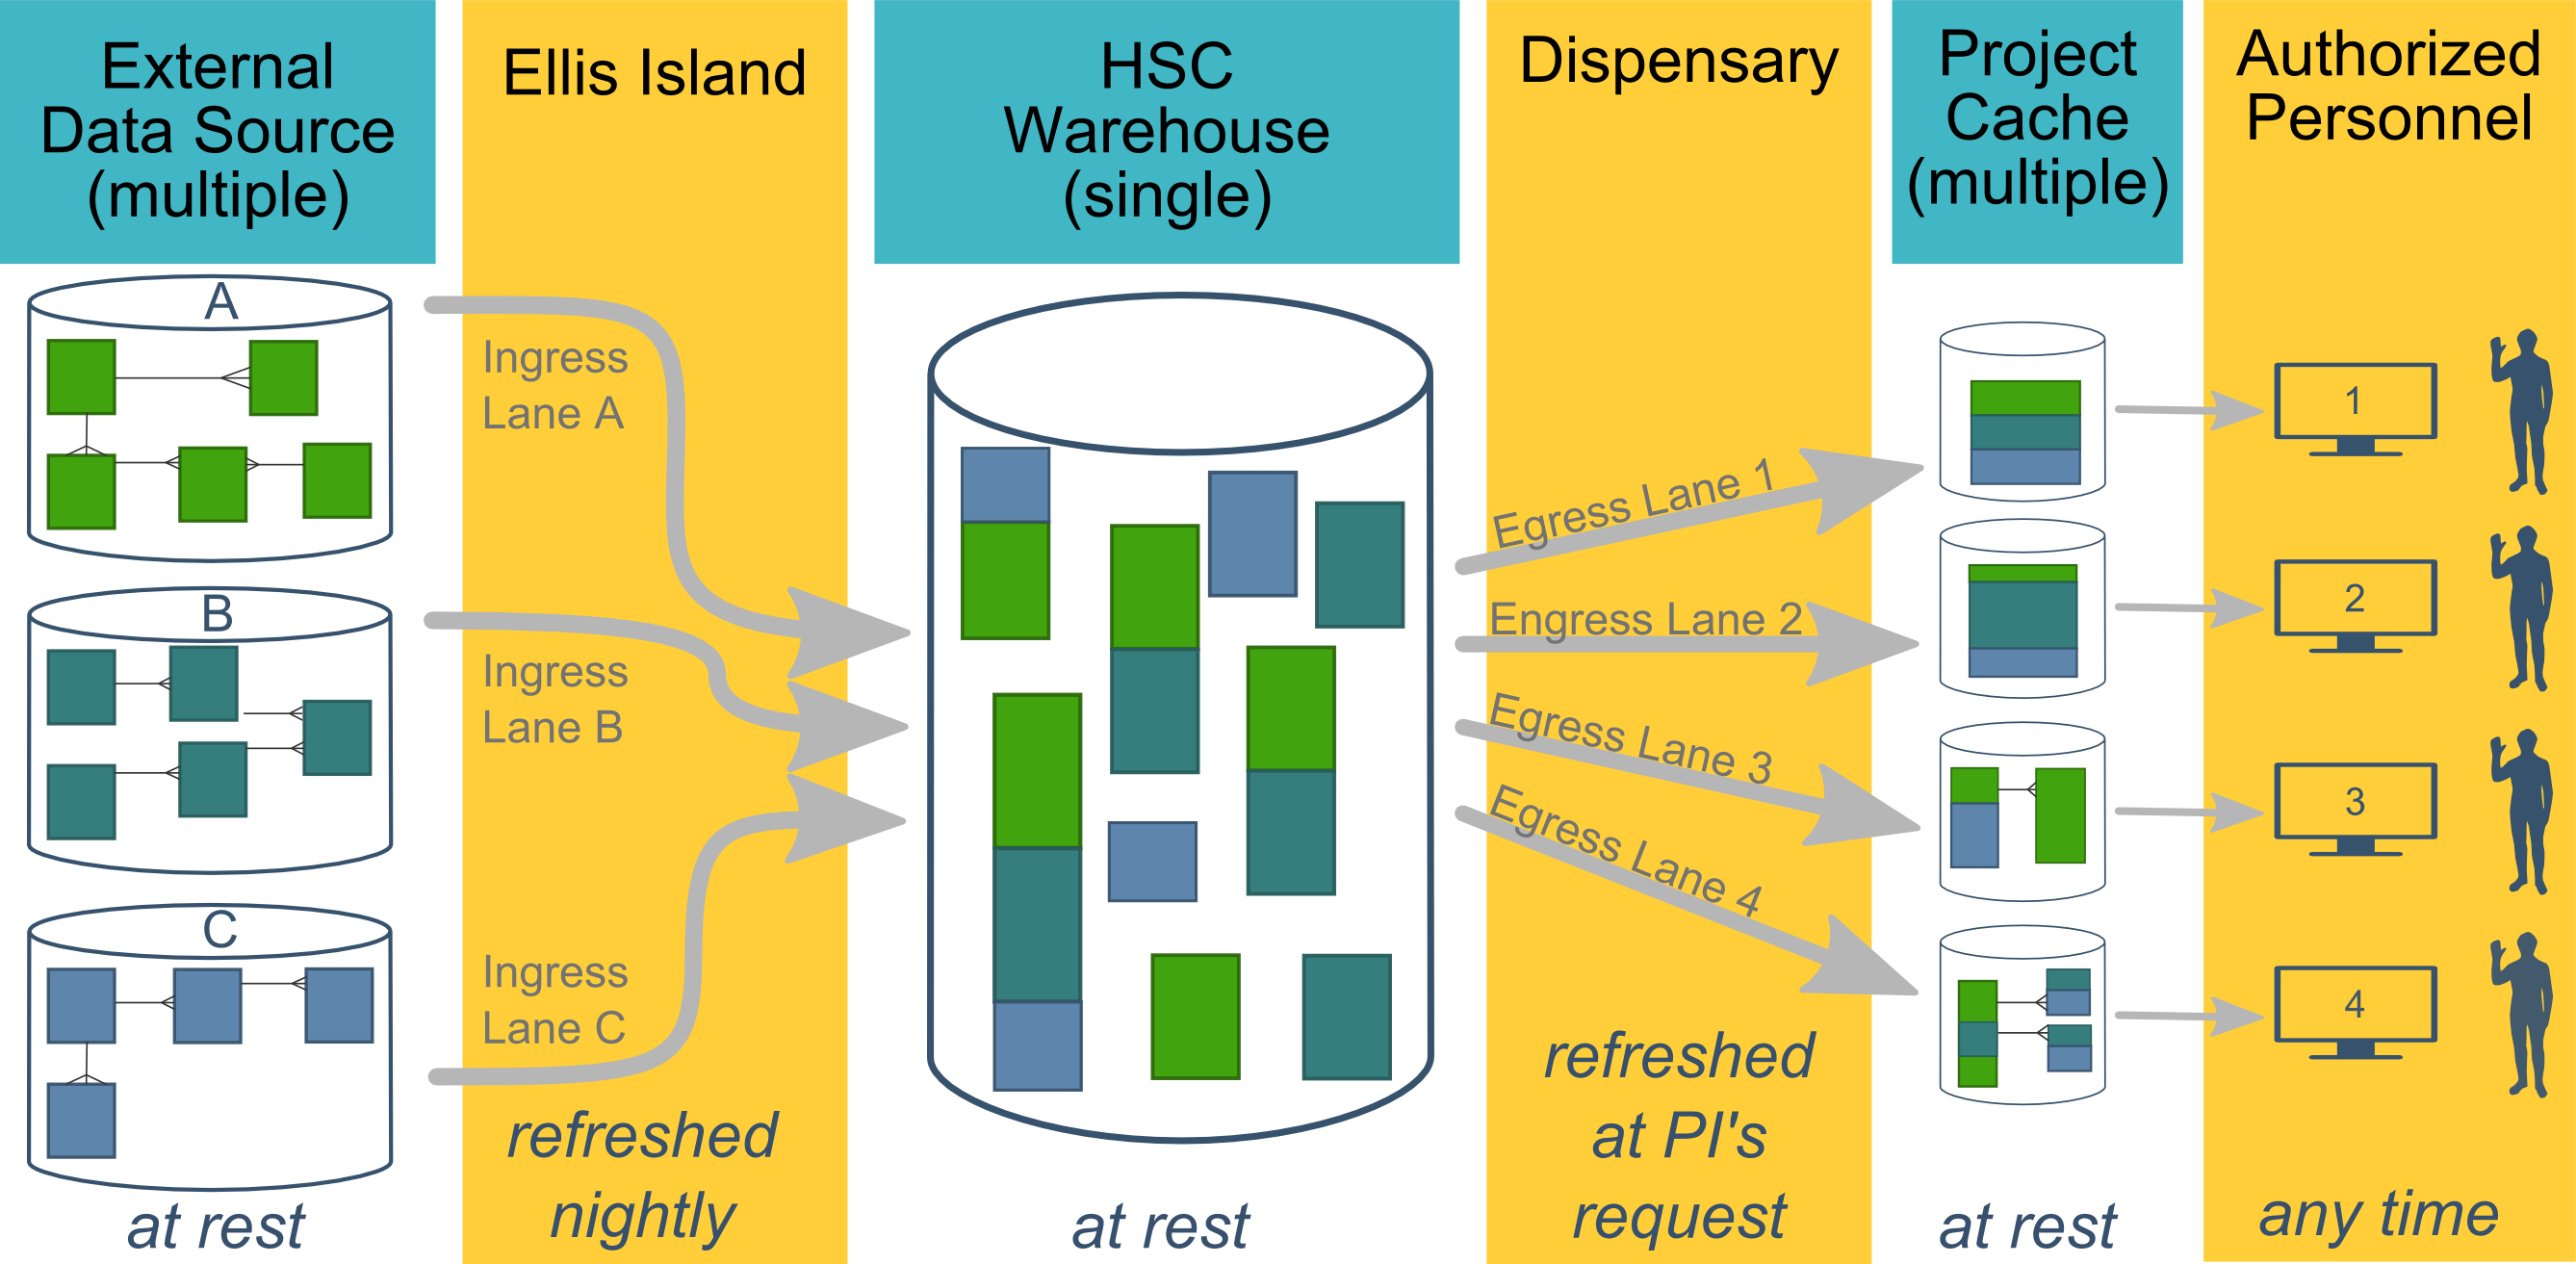 External
Data Source
(multiple)
Ellis Island
HSC
Warehouse
(single)
Dispensary
Project
Cache
(multiple)
Authorized
Personnel
A
B
C
at rest
Ingress
Lane A
Ingress
Lane B
Ingress
Lane C
refreshed
nightly
at rest
Egress Lane 1
Engress Lane 2
Egress Lane 3
Egress Lane 4
refreshed
at PI's
request
at rest
1
2
3
4
any time